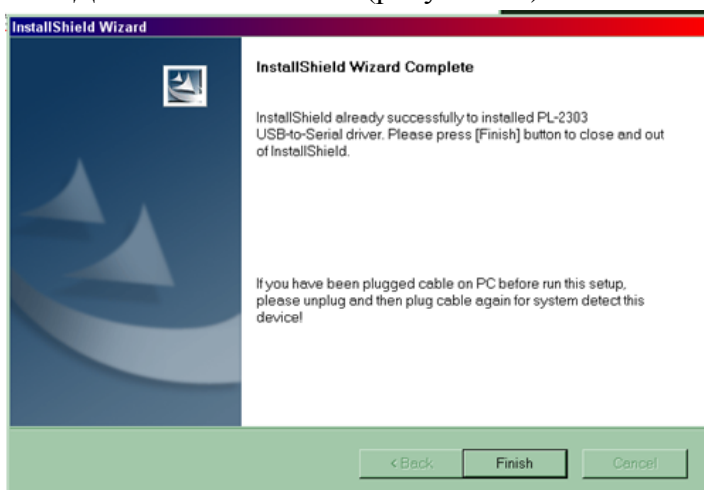 InstallShield Wizard
InstallShield Wizard Complete
InstallShield already successfully to installed PL-2303
USB-to-Serial driver. Please press [Finish] button to close and out
of InstallShield.
If you have been plugged cable on PC before run this setup,
please unplug and then plug cable again for system detect this
device!
< Back Finish Cancel